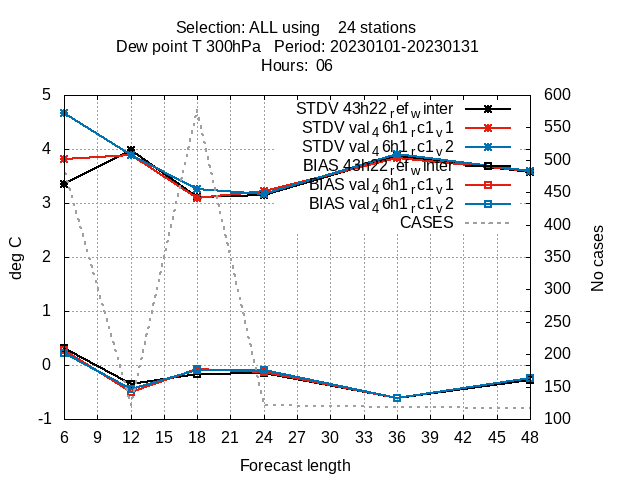 Selection: ALL using    24 stations
Dew point T 300hPa   Period: 20230101-20230131
Hours:  06
STDV 43h22_ref_winter
STDV val_46h1_rc1_v1
STDV val_46h1_rc1_v2
BIAS 43h22_ref_winter
BIAS val_46h1_rc1_v1
BIAS val_46h1_rc1_v2
CASES
5
4
3
2
1
0
-1
deg C
600
550
500
450
400
350
300
250
200
150
100
No cases
6 9 12 15 18 21 24 27 30 33 36 39 42 45 48
Forecast length